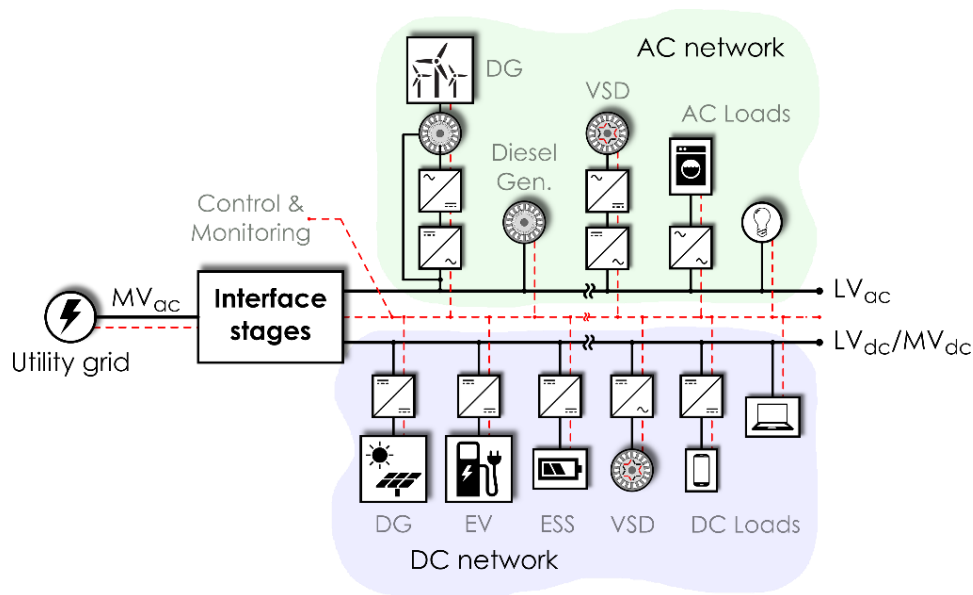 AC network
DG
VSD
AC Loads
Diesel
Gen.
Control &
Monitoring
MVac
Interface
stages
LVac
Utility grid
LVdc/MVdc
DG
EV
ESS
VSD
DC Loads
DC network